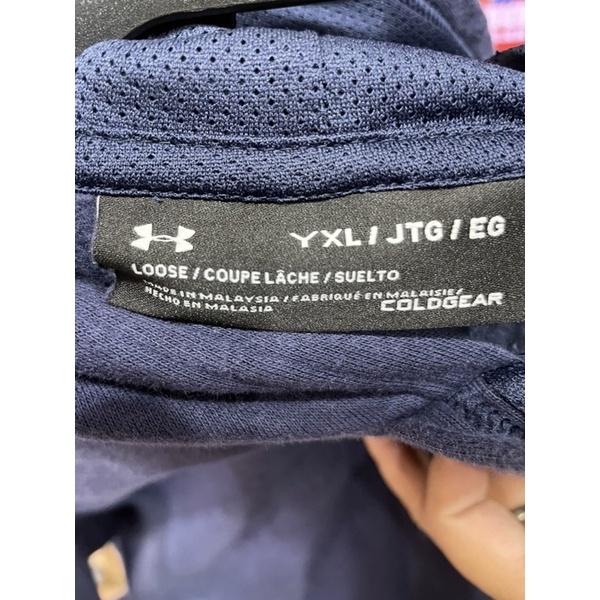 YXL / JTG / EG
LOOSE / COUPE LÂCHE / SUELTO
MADE IN MALAYSIA / FABRIQUÉ EN MALAISIE /
HECHO EN MALASIA
COLDGEAR